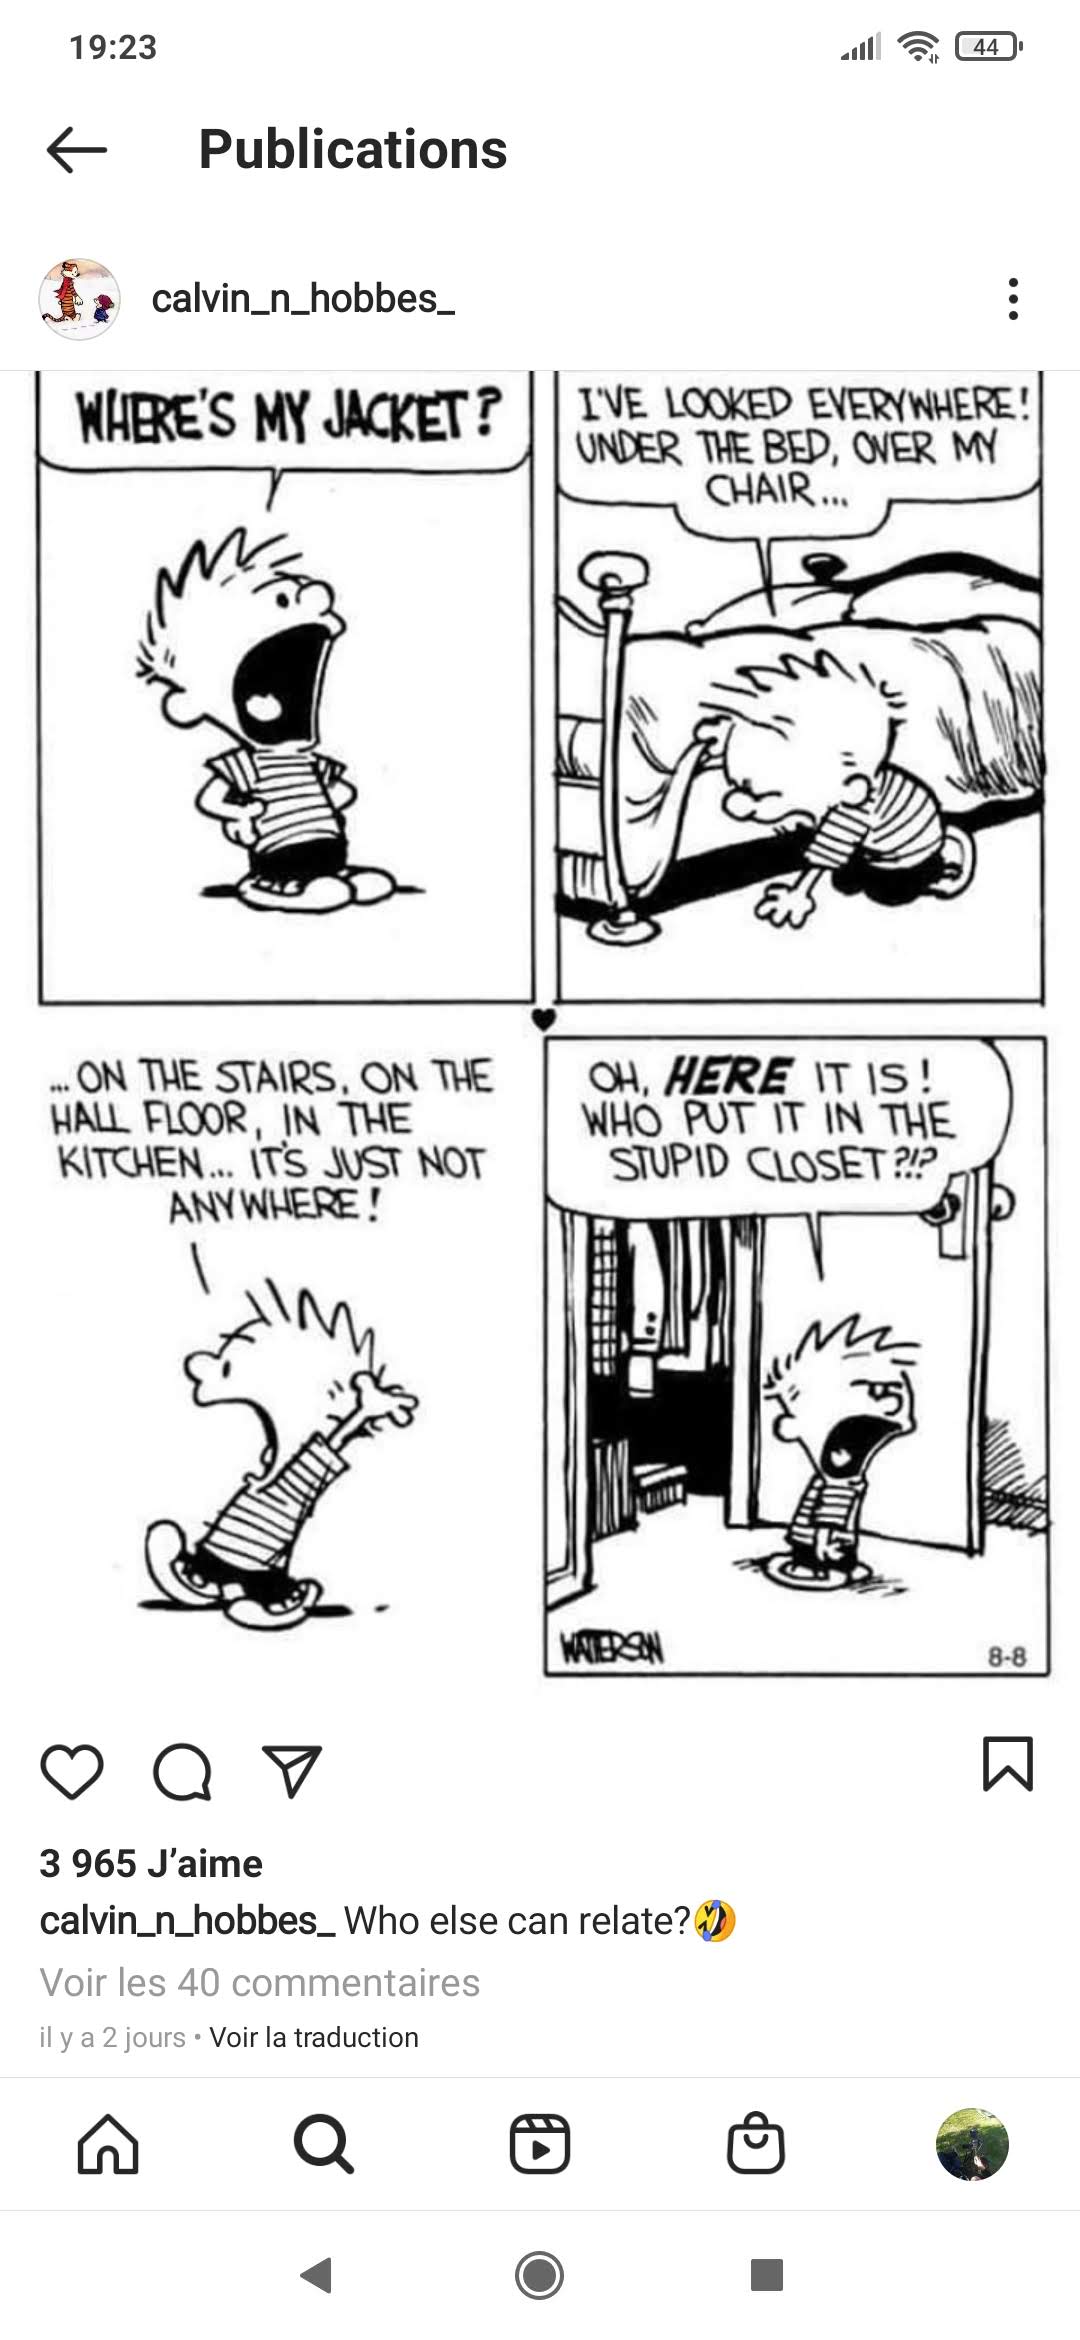 19:23
44
Publications
calvin_n_hobbes_
WHERE'S MY JACKET?
I'VE LOOKED EVERYWHERE!
UNDER THE BED, OVER MY
CHAIR...
... ON THE STAIRS, ON THE
HALL FLOOR, IN THE
KITCHEN... IT'S JUST NOT
ANYWHERE!
OH, HERE IT IS!
WHO PUT IT IN THE
STUPID CLOSET?!?
WATTERSON
8-8
3 965 J’aime
calvin_n_hobbes_ Who else can relate?🤣
Voir les 40 commentaires
il y a 2 jours • Voir la traduction